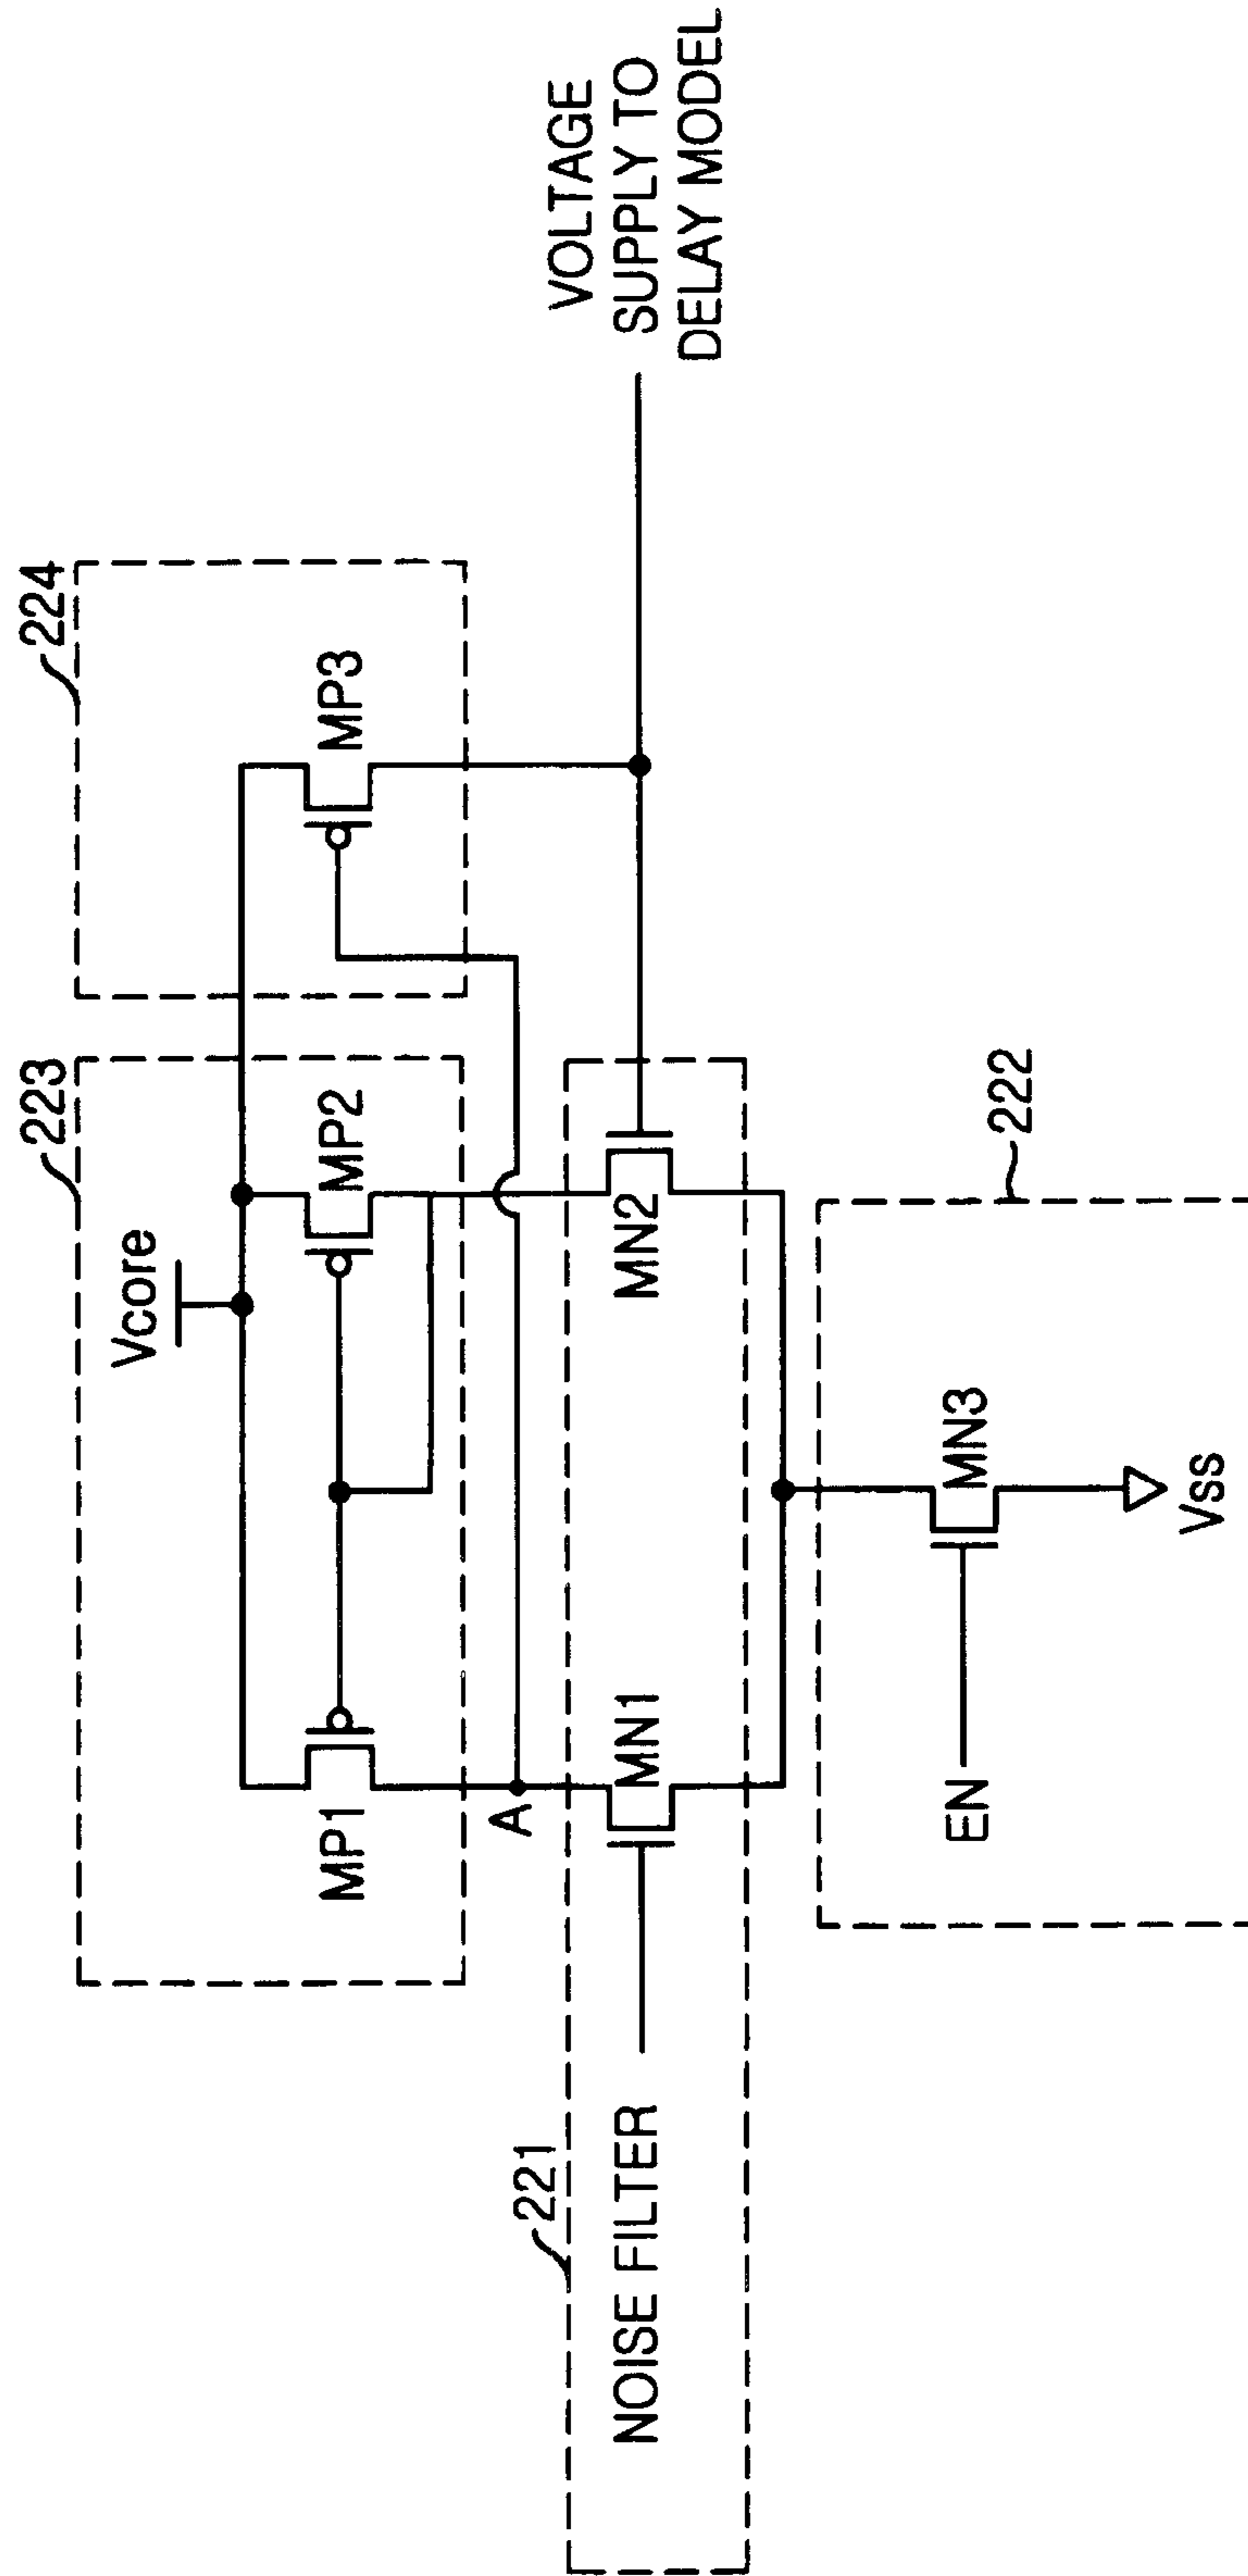 223
224
Vcore
MP1
MP2
MP3
A
221
NOISE FILTER
MN1
MN2
VOLTAGE
SUPPLY TO
DELAY MODEL
222
EN
MN3
Vss